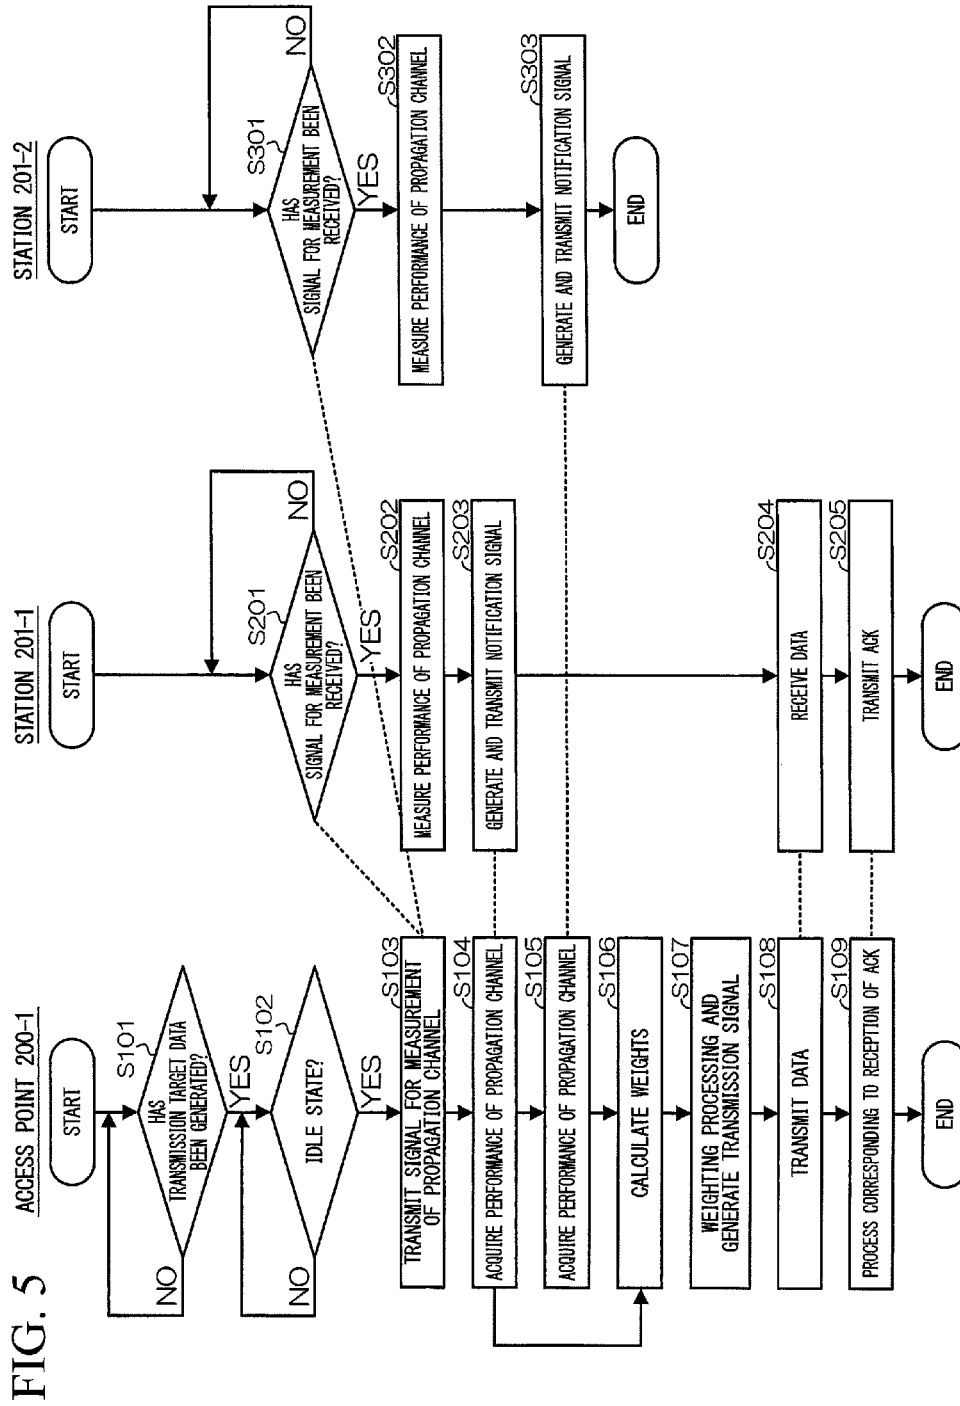 FIG. 5
ACCESS POINT 200-1
START
S101
HAS
TRANSMISSION TARGET DATA
BEEN GENERATED?
NO
YES
S102
IDLE STATE?
NO
YES
S103
TRANSMIT SIGNAL FOR MEASUREMENT
OF PROPAGATION CHANNEL
S104
ACQUIRE PERFORMANCE OF PROPAGATION CHANNEL
S105
ACQUIRE PERFORMANCE OF PROPAGATION CHANNEL
S106
CALCULATE WEIGHTS
S107
WEIGHTING PROCESSING AND
GENERATE TRANSMISSION SIGNAL
S108
TRANSMIT DATA
S109
PROCESS CORRESPONDING TO RECEPTION OF ACK
END
STATION 201-1
START
S201
HAS
SIGNAL FOR MEASUREMENT BEEN
RECEIVED?
NO
YES
S202
MEASURE PERFORMANCE OF PROPAGATION CHANNEL
S203
GENERATE AND TRANSMIT NOTIFICATION SIGNAL
S204
RECEIVE DATA
S205
TRANSMIT ACK
END
STATION 201-2
START
S301
HAS
SIGNAL FOR MEASUREMENT BEEN
RECEIVED?
NO
YES
S302
MEASURE PERFORMANCE OF PROPAGATION CHANNEL
S303
GENERATE AND TRANSMIT NOTIFICATION SIGNAL
END